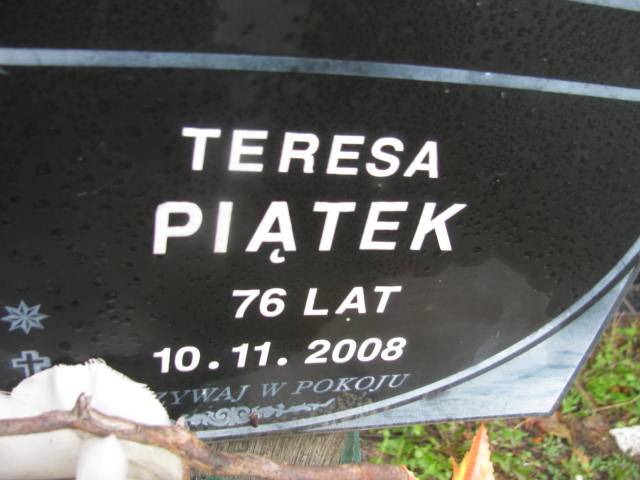 TERESA
PIĄTEK
76 LAT
10.11.2008
W POKOJU